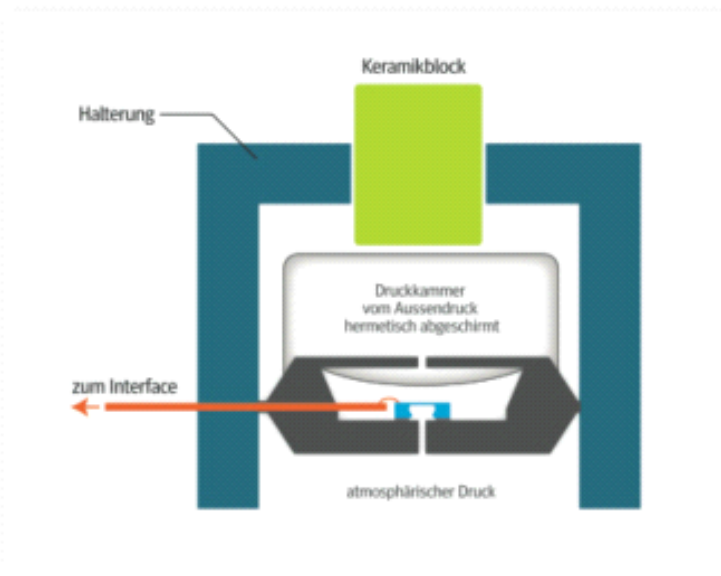 Keramikblock
Halterung
Druckkammer
vom Aussendruck
hermetisch abgeschirmt
zum Interface
atmosphärischer Druck